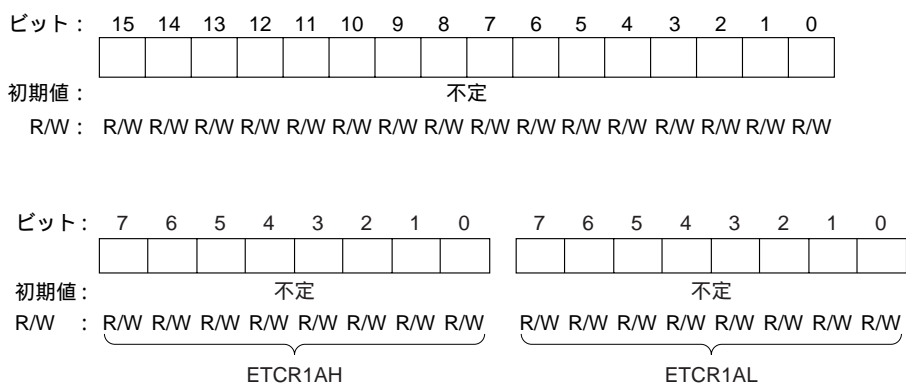 ビット： 15 14 13 12 11 10 9 8 7 6 5 4 3 2 1 0
初期値： 不定
R/W： R/W R/W R/W R/W R/W R/W R/W R/W R/W R/W R/W R/W R/W R/W R/W R/W
ビット： 7 6 5 4 3 2 1 0 7 6 5 4 3 2 1 0
初期値： 不定 不定
R/W ： R/W R/W R/W R/W R/W R/W R/W R/W R/W R/W R/W R/W R/W R/W R/W R/W
ETCR1AH ETCR1AL